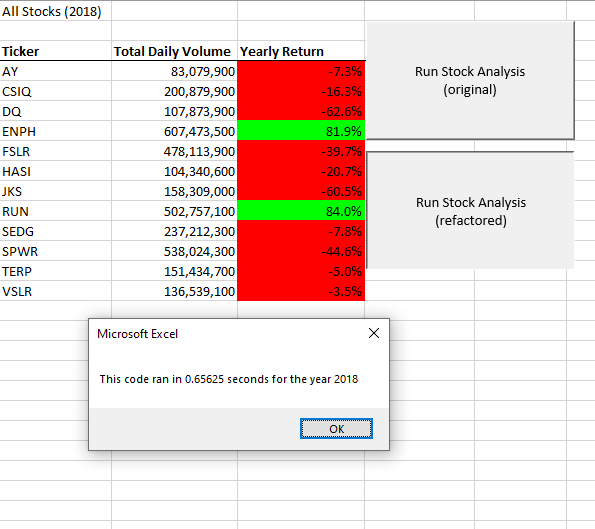 All Stocks (2018)
Ticker Total Daily Volume Yearly Return
AY 83,079,900 -7.3%
CSIQ 200,879,900 -16.3%
DQ 107,873,900 -62.6%
ENPH 607,473,500 81.9%
FSLR 478,113,900 -39.7%
HASI 104,340,600 -20.7%
JKS 158,309,000 -60.5%
RUN 502,757,100 84.0%
SEDG 237,212,300 -7.8%
SPWR 538,024,300 -44.6%
TERP 151,434,700 -5.0%
VSLR 136,539,100 -3.5%
Run Stock Analysis
(original)
Run Stock Analysis
(refactored)
Microsoft Excel
This code ran in 0.65625 seconds for the year 2018
OK